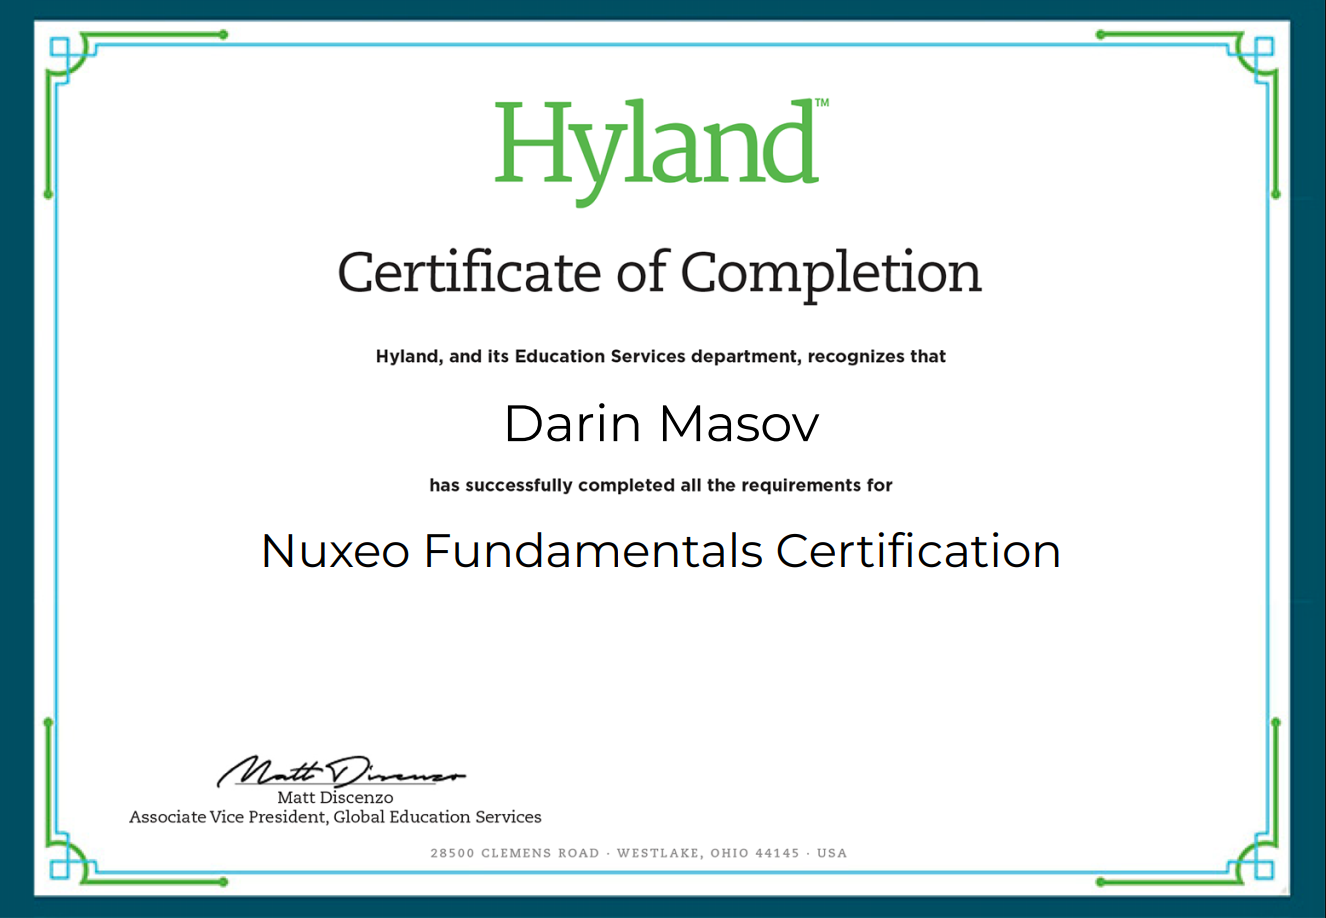 Hyland™
Certificate of Completion
Hyland, and its Education Services department, recognizes that
Darin Masov
has successfully completed all the requirements for
Nuxeo Fundamentals Certification
Matt Discenzo
Matt Discenzo
Associate Vice President, Global Education Services
28500 CLEMENS ROAD · WESTLAKE, OHIO 44145 · USA